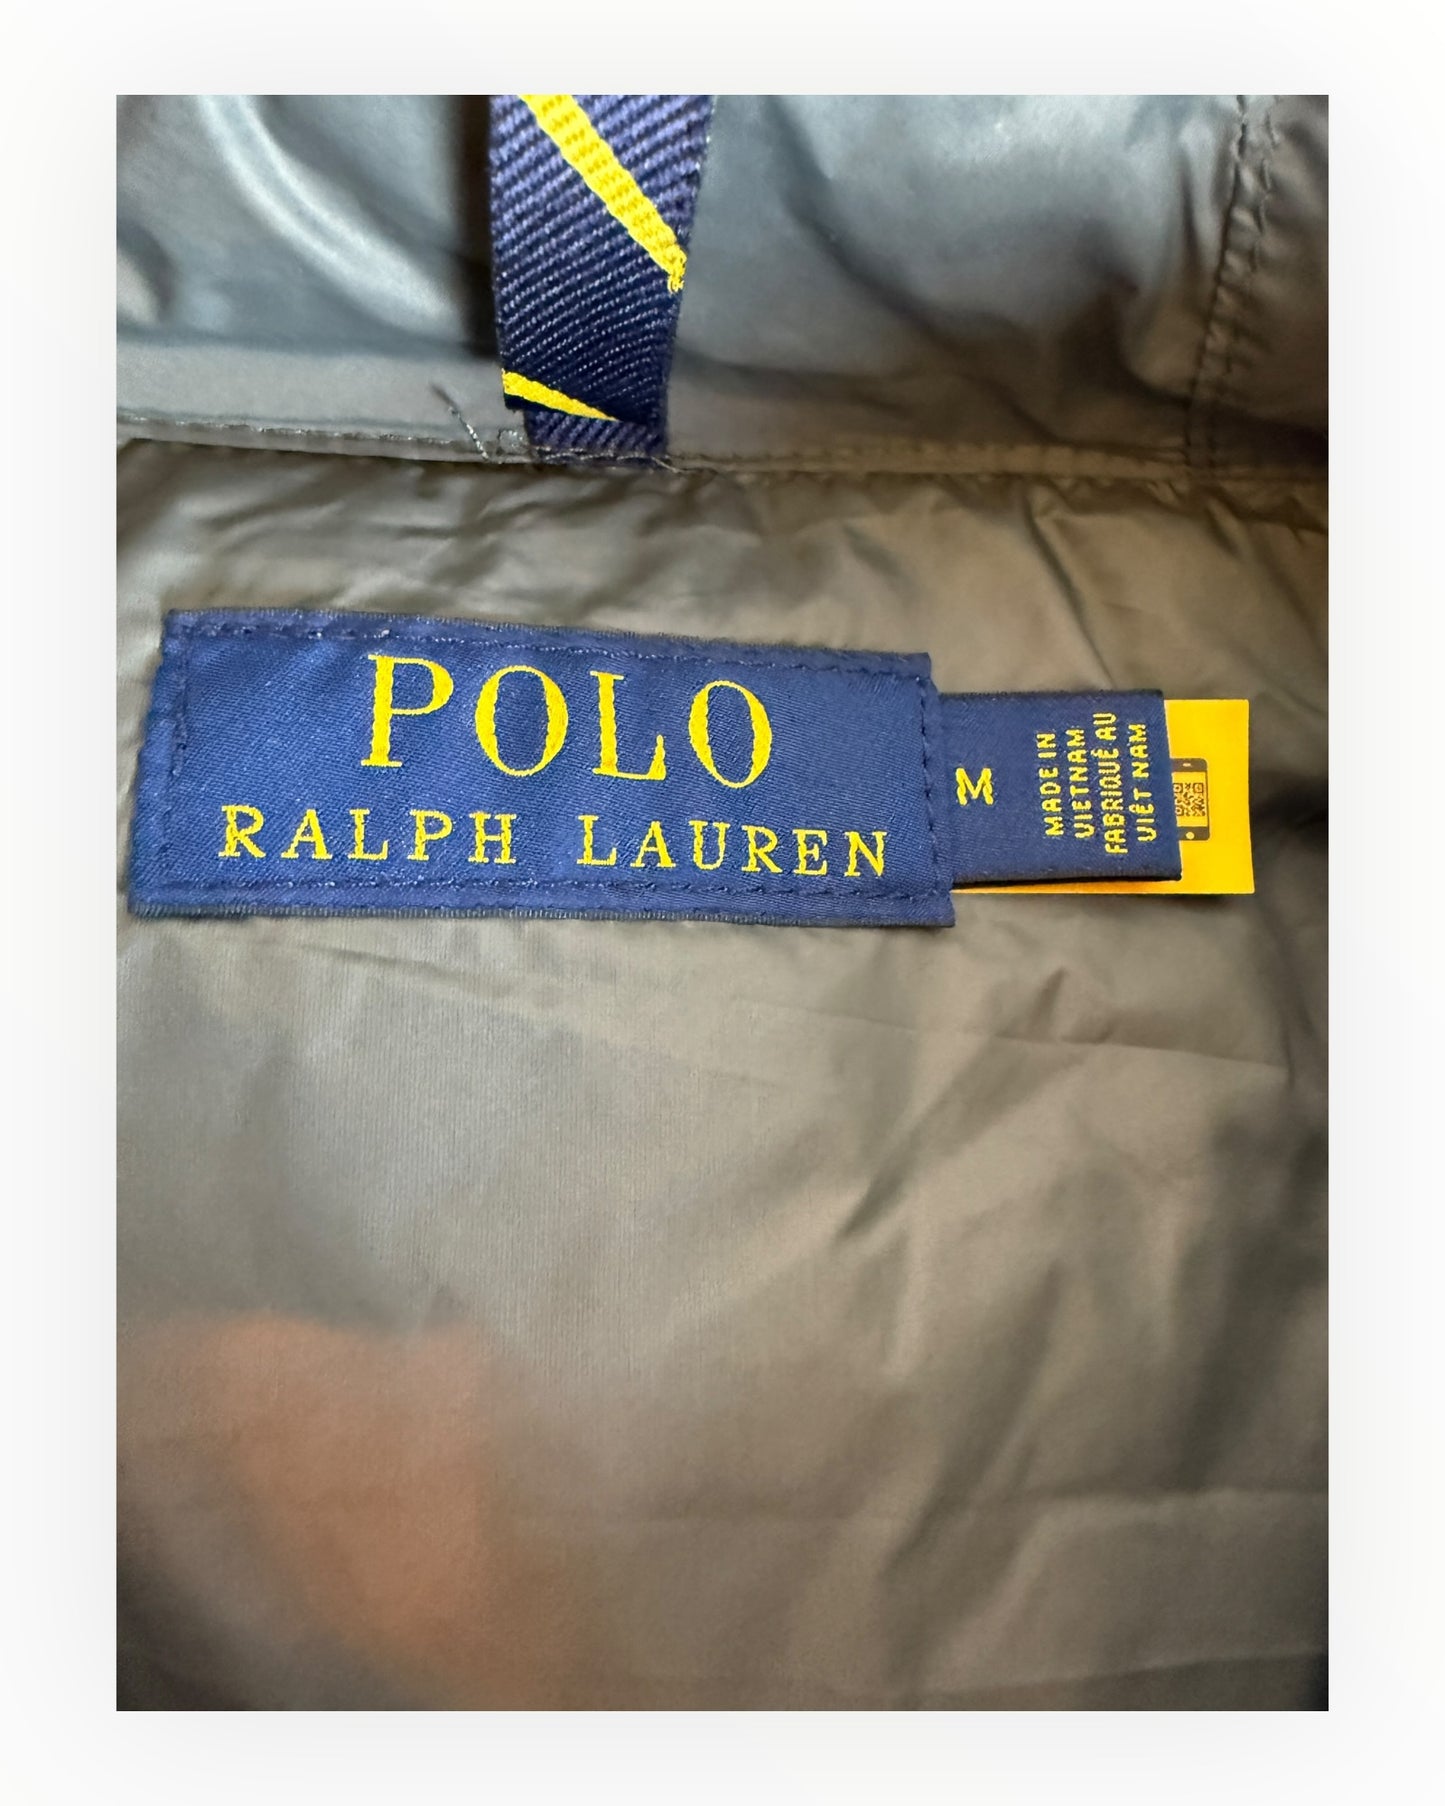 POLO
RALPH LAUREN
M
MADE IN
VIETNAM
FABRIQUÉ AU
VIÊT NAM